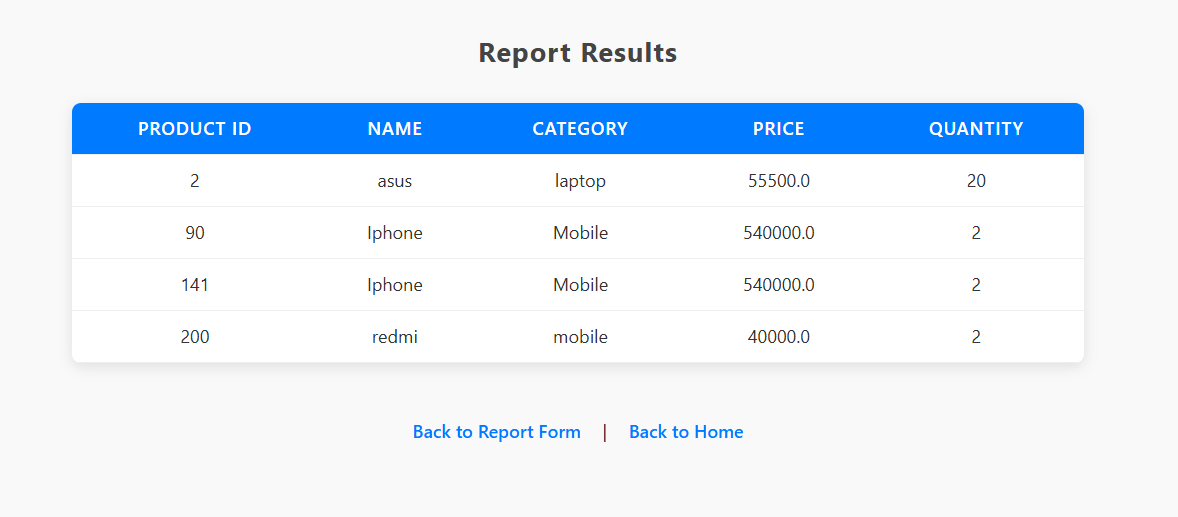 Report Results
PRODUCT ID NAME CATEGORY PRICE QUANTITY
2 asus laptop 55500.0 20
90 Iphone Mobile 540000.0 2
141 Iphone Mobile 540000.0 2
200 redmi mobile 40000.0 2
Back to Report Form | Back to Home